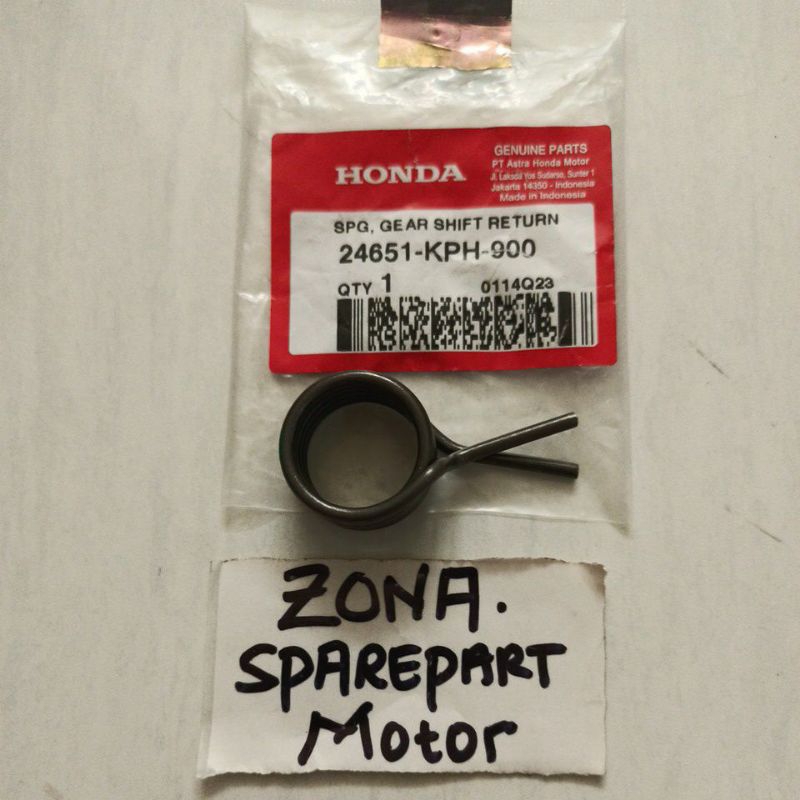 HONDA
GENUINE PARTS
PT Astra Honda Motor
Jl. Laksda Yos Sudarso, Sunter 1
Jakarta 14350 - Indonesia
Made in Indonesia
SPG, GEAR SHIFT RETURN
24651-KPH-900
QTY 1 0114Q23
ZONA.
SPAREPART
Motor